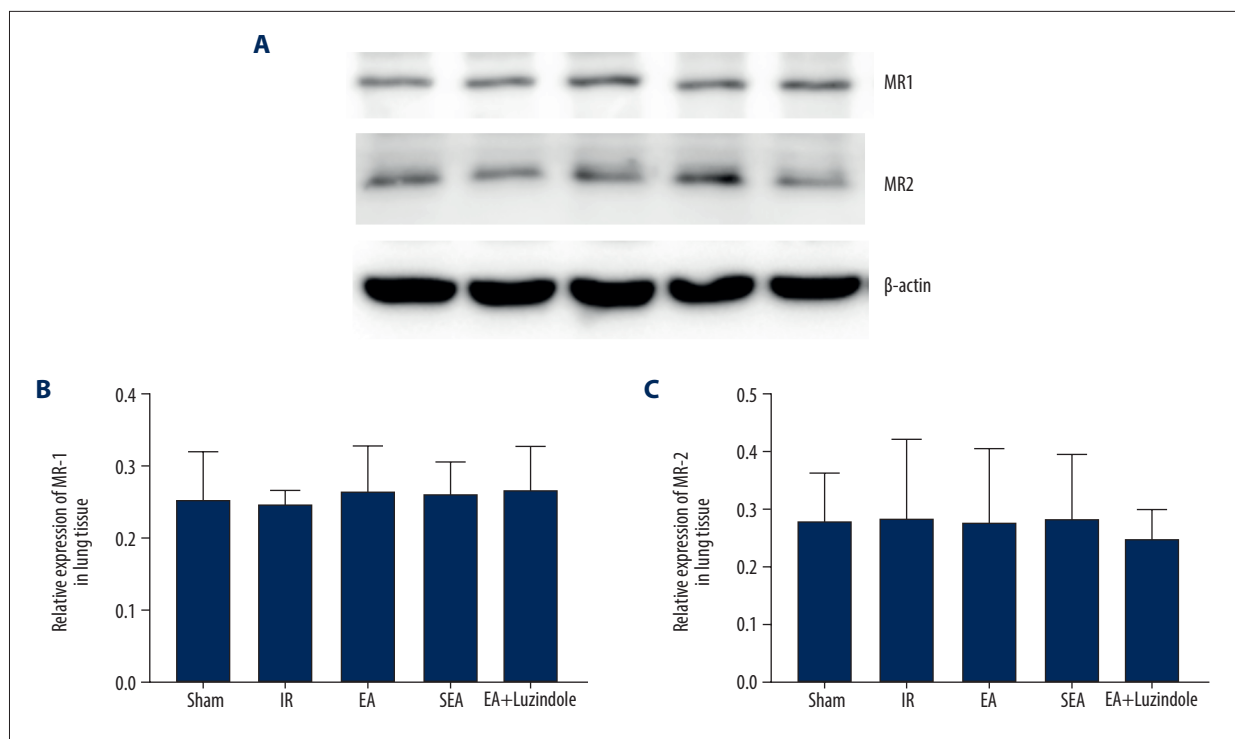 A
MR1
MR2
β-actin
B
Relative expression of MR-1
in lung tissue
0.4
0.3
0.2
0.1
0.0
Sham
IR
EA
SEA
EA+Luzindole
C
Relative expression of MR-2
in lung tissue
0.5
0.4
0.3
0.2
0.1
0.0
Sham
IR
EA
SEA
EA+Luzindole